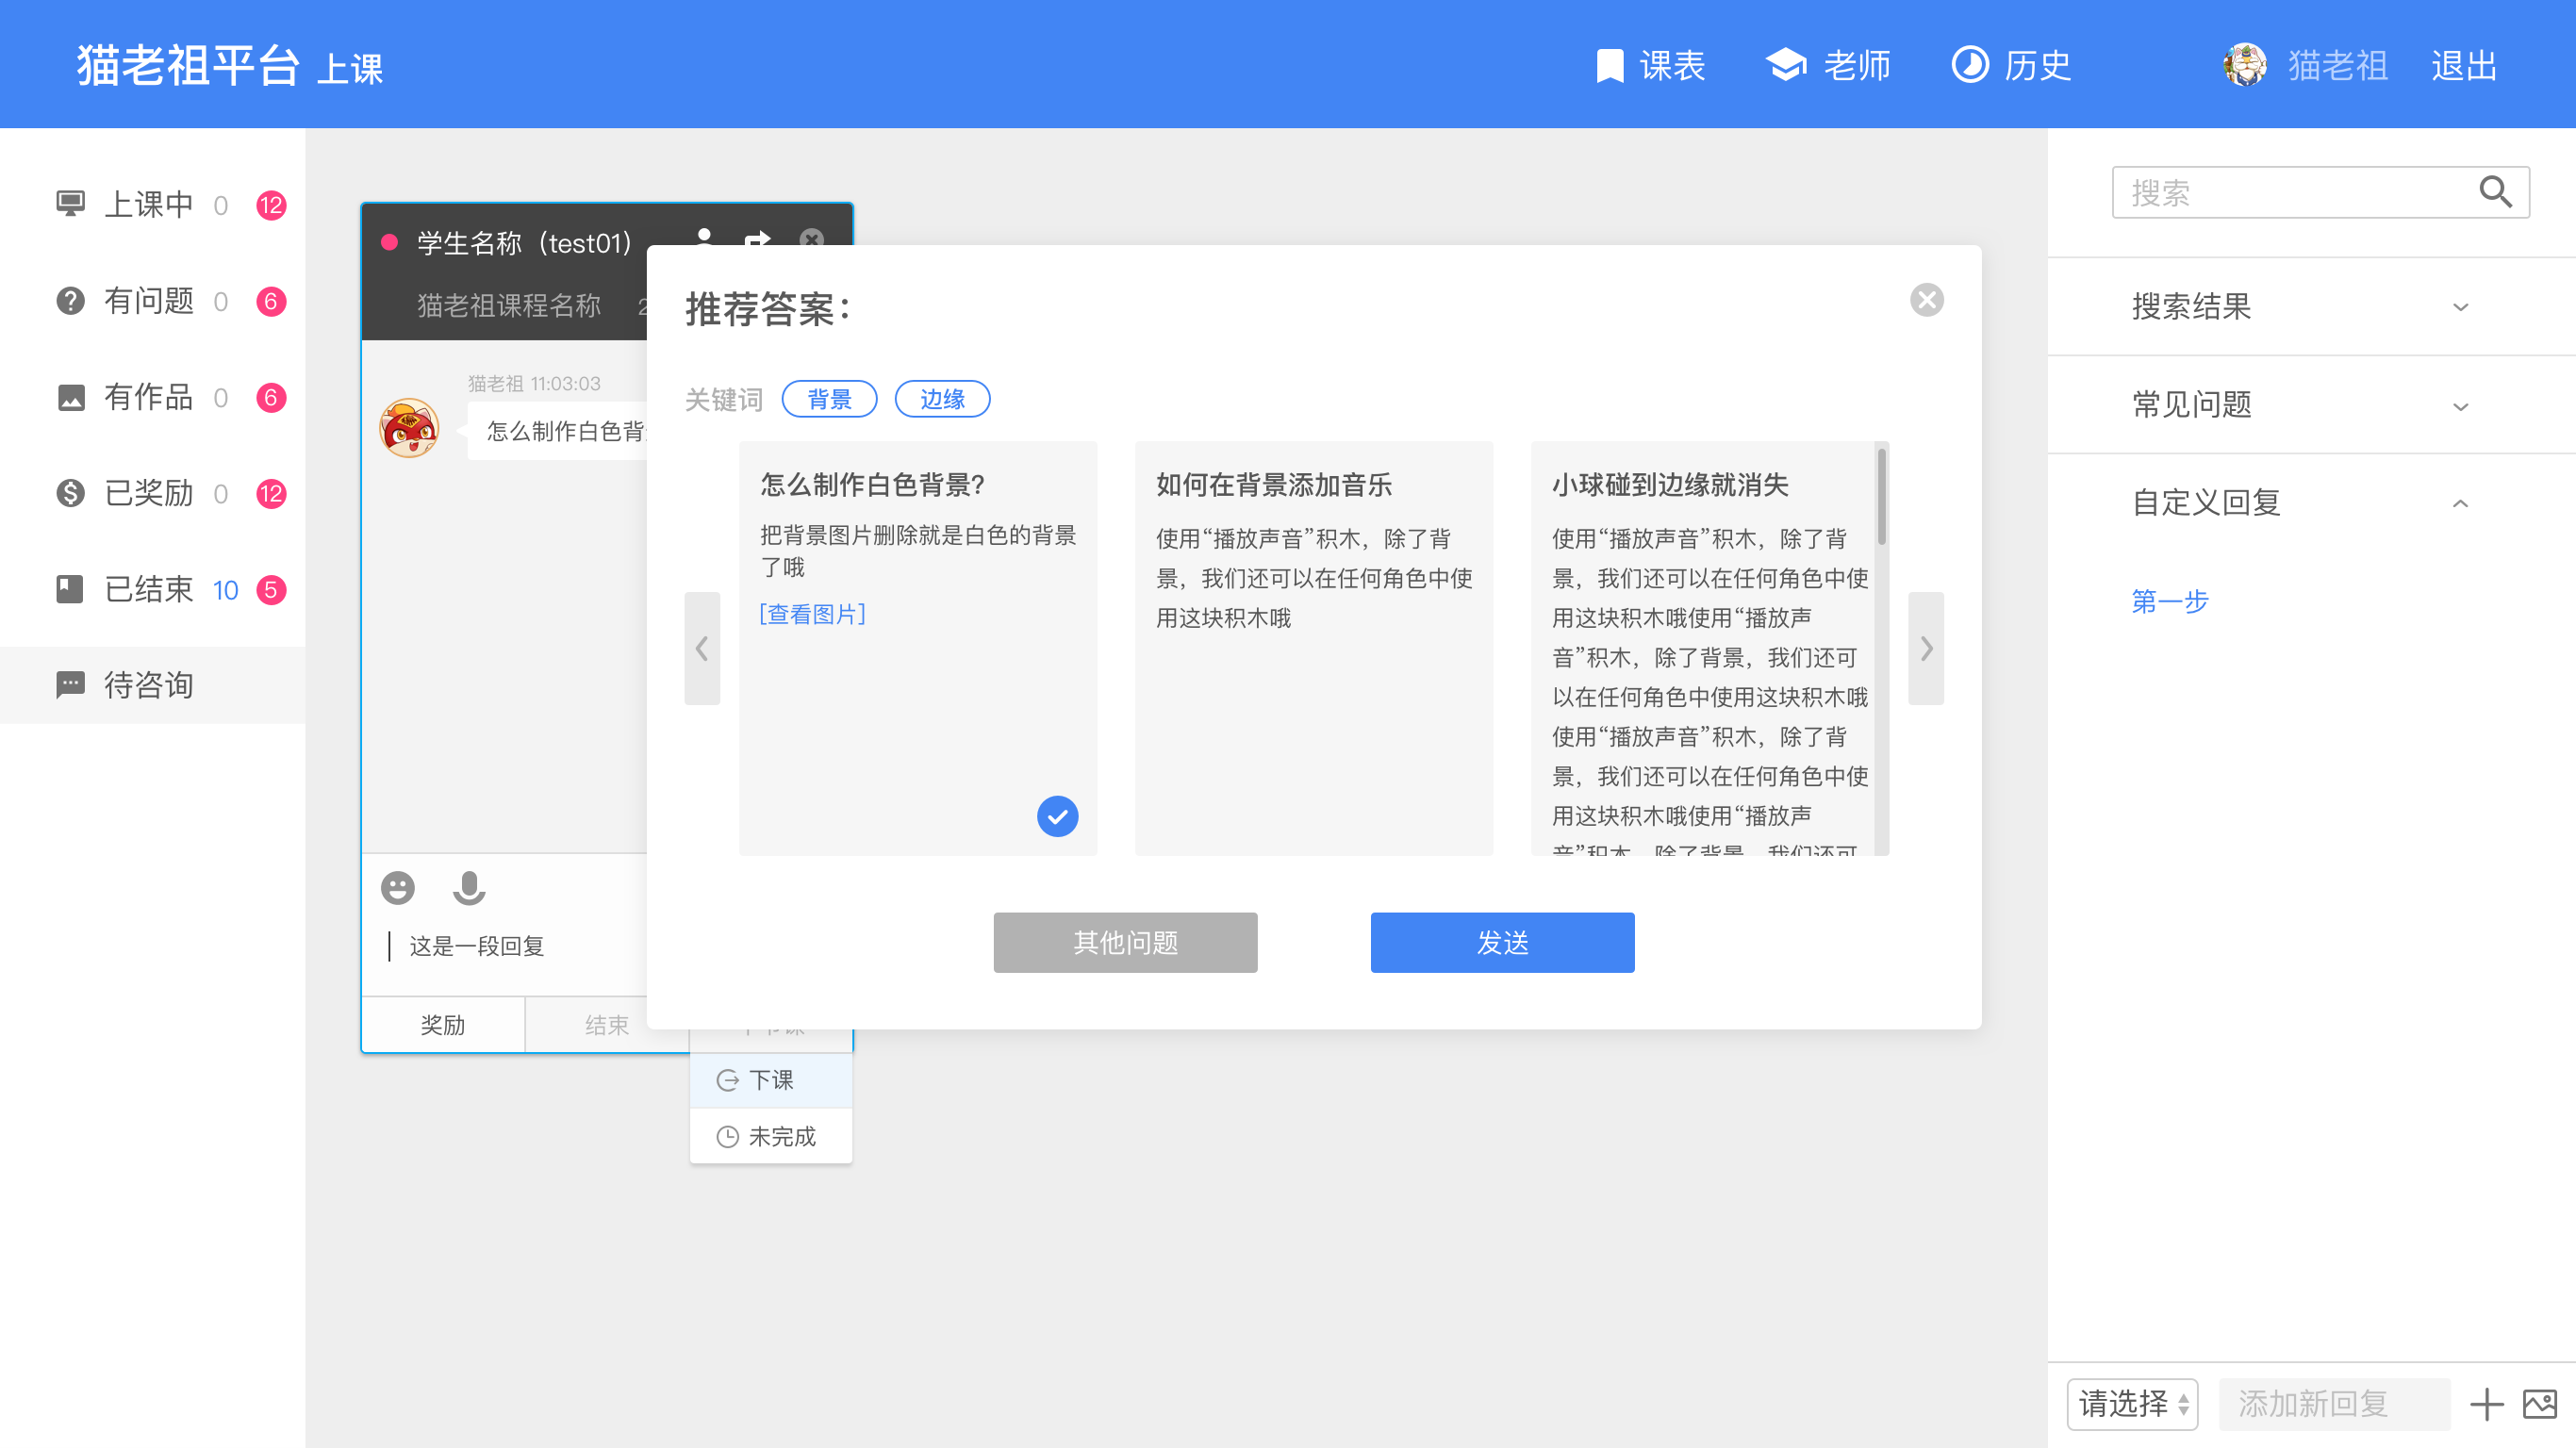 猫老祖平台 上课
课表
老师
历史
猫老祖
退出
上课中 0 12
有问题 0 6
有作品 0 6
已奖励 0 12
已结束 10 5
待咨询
学生名称（test01）
猫老祖课程名称
猫老祖 11:03:03
怎么制作白色背
这是一段回复
奖励
结束
下课
未完成
推荐答案：
关键词 背景 边缘
怎么制作白色背景?
把背景图片删除就是白色的背景
了哦
[查看图片]
如何在背景添加音乐
使用“播放声音”积木，除了背
景，我们还可以在任何角色中使
用这块积木哦
小球碰到边缘就消失
使用“播放声音”积木，除了背
景，我们还可以在任何角色中使
用这块积木哦使用“播放声
音”积木，除了背景，我们还可
以在任何角色中使用这块积木哦
使用“播放声音”积木，除了背
景，我们还可以在任何角色中使
用这块积木哦使用“播放声
音”积木，除了背景，我们还可
其他问题
发送
搜索
搜索结果
常见问题
自定义回复
第一步
请选择
添加新回复